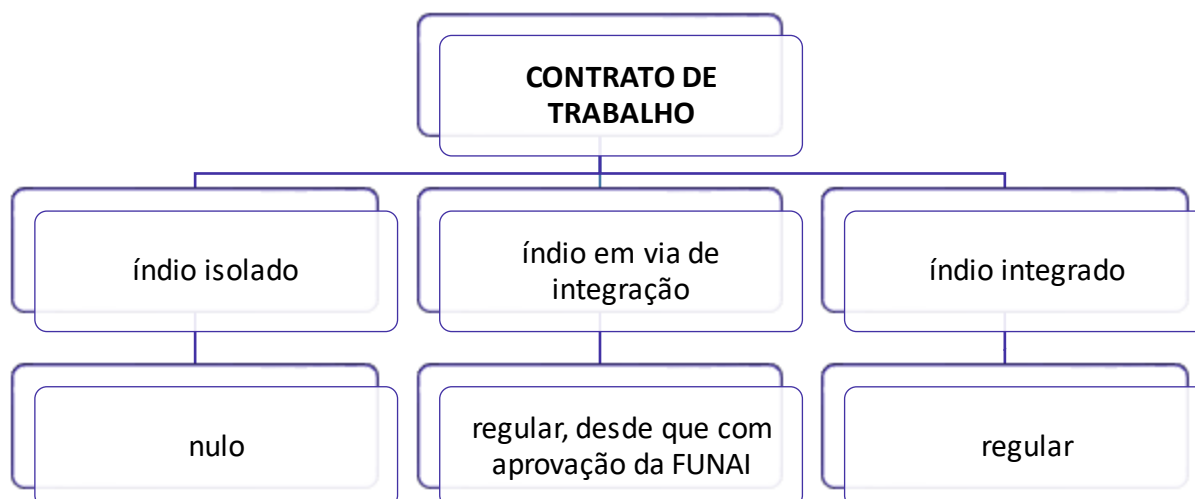 CONTRATO DE
TRABALHO
índio isolado
índio em via de
integração
índio integrado
nulo
regular, desde que com
aprovação da FUNAI
regular